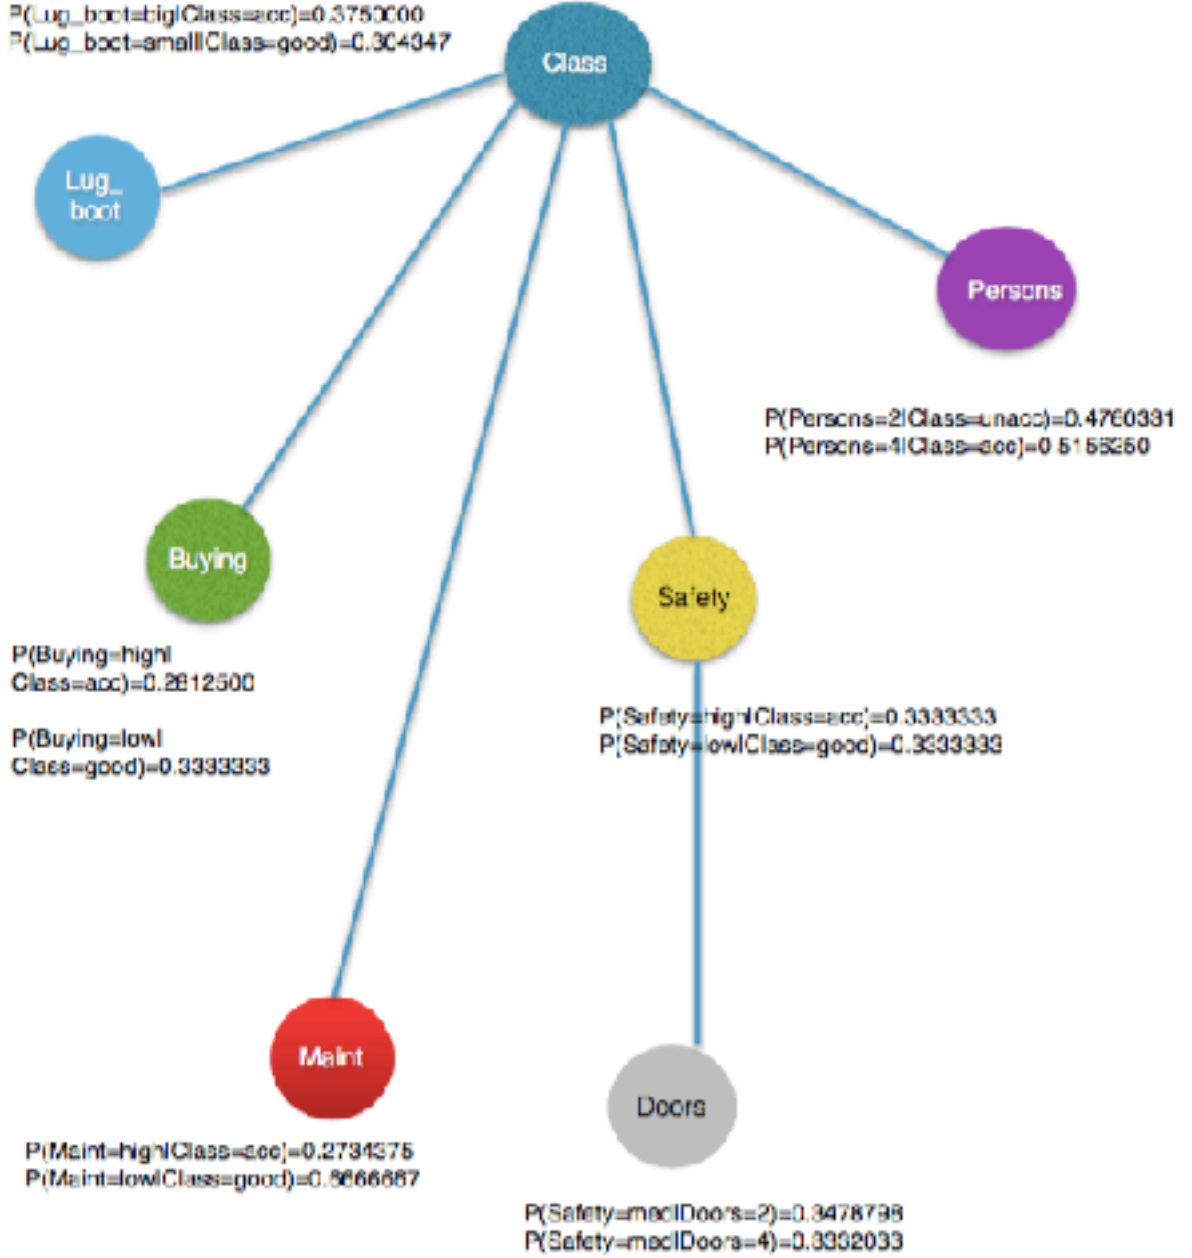 P(Lug_boot=big|Class=acc)=0.3750000
P(Lug_boot=small|Class=good)=0.304347
Class
Lug_
boot
Persons
P(Persons=2|Class=unacc)=0.4760331
P(Persons=4|Class=acc)=0.5156250
Buying
Safety
P(Buying=high|
Class=acc)=0.2812500
P(Buying=low|
Class=good)=0.3333333
P(Safety=high|Class=acc)=0.3333333
P(Safety=low|Class=good)=0.3333333
Maint
Doors
P(Maint=high|Class=acc)=0.2734375
P(Maint=low|Class=good)=0.6666667
P(Safety=med|Doors=2)=0.3478798
P(Safety=med|Doors=4)=0.3332033